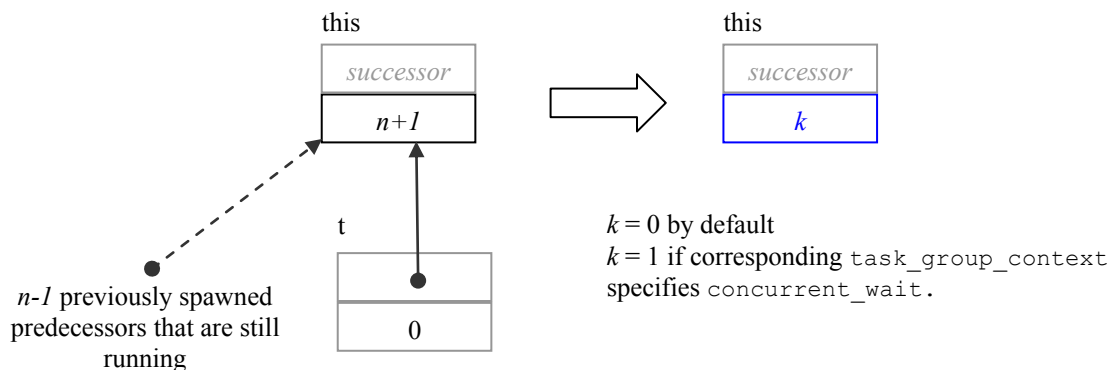 this
this
successor
successor
n+1
k
t
k = 0 by default
k = 1 if corresponding task_group_context
specifies concurrent_wait.
n-1 previously spawned
predecessors that are still
running
0